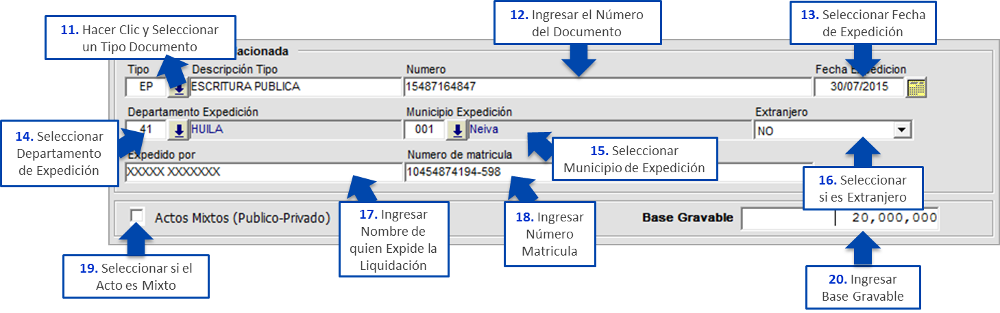 11. Hacer Clic y Seleccionar
un Tipo Documento
12. Ingresar el Número
del Documento
13. Seleccionar Fecha
de Expedición
acionada
Tipo Descripción Tipo Numero Fecha Expedicion
EP ESCRITURA PUBLICA 15487164847 30/07/2015
Departamento Expedición Municipio Expedición Extranjero
41 HUILA 001 Neiva NO
14. Seleccionar
Departamento
de Expedición
15. Seleccionar
Municipio de Expedición
Expedido por Numero de matricula
XXXXX XXXXXXX 10454874194-598
16. Seleccionar
si es Extranjero
17. Ingresar
Nombre de
quien Expide la
Liquidación
18. Ingresar
Número
Matricula
Actos Mixtos (Publico-Privado) Base Gravable 20,000,000
19. Seleccionar si el
Acto es Mixto
20. Ingresar
Base Gravable